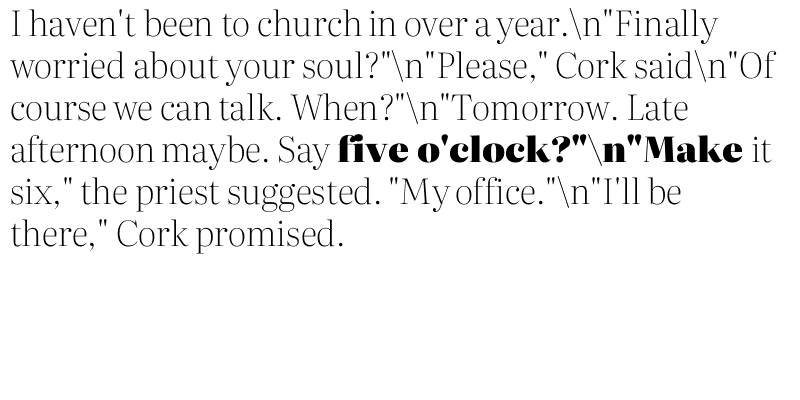 I haven't been to church in over a year.\n"Finally
worried about your soul?"\n"Please," Cork said\n"Of
course we can talk. When?"\n"Tomorrow. Late
afternoon maybe. Say five o'clock?"\n"Make it
six," the priest suggested. "My office."\n"I'll be
there," Cork promised.